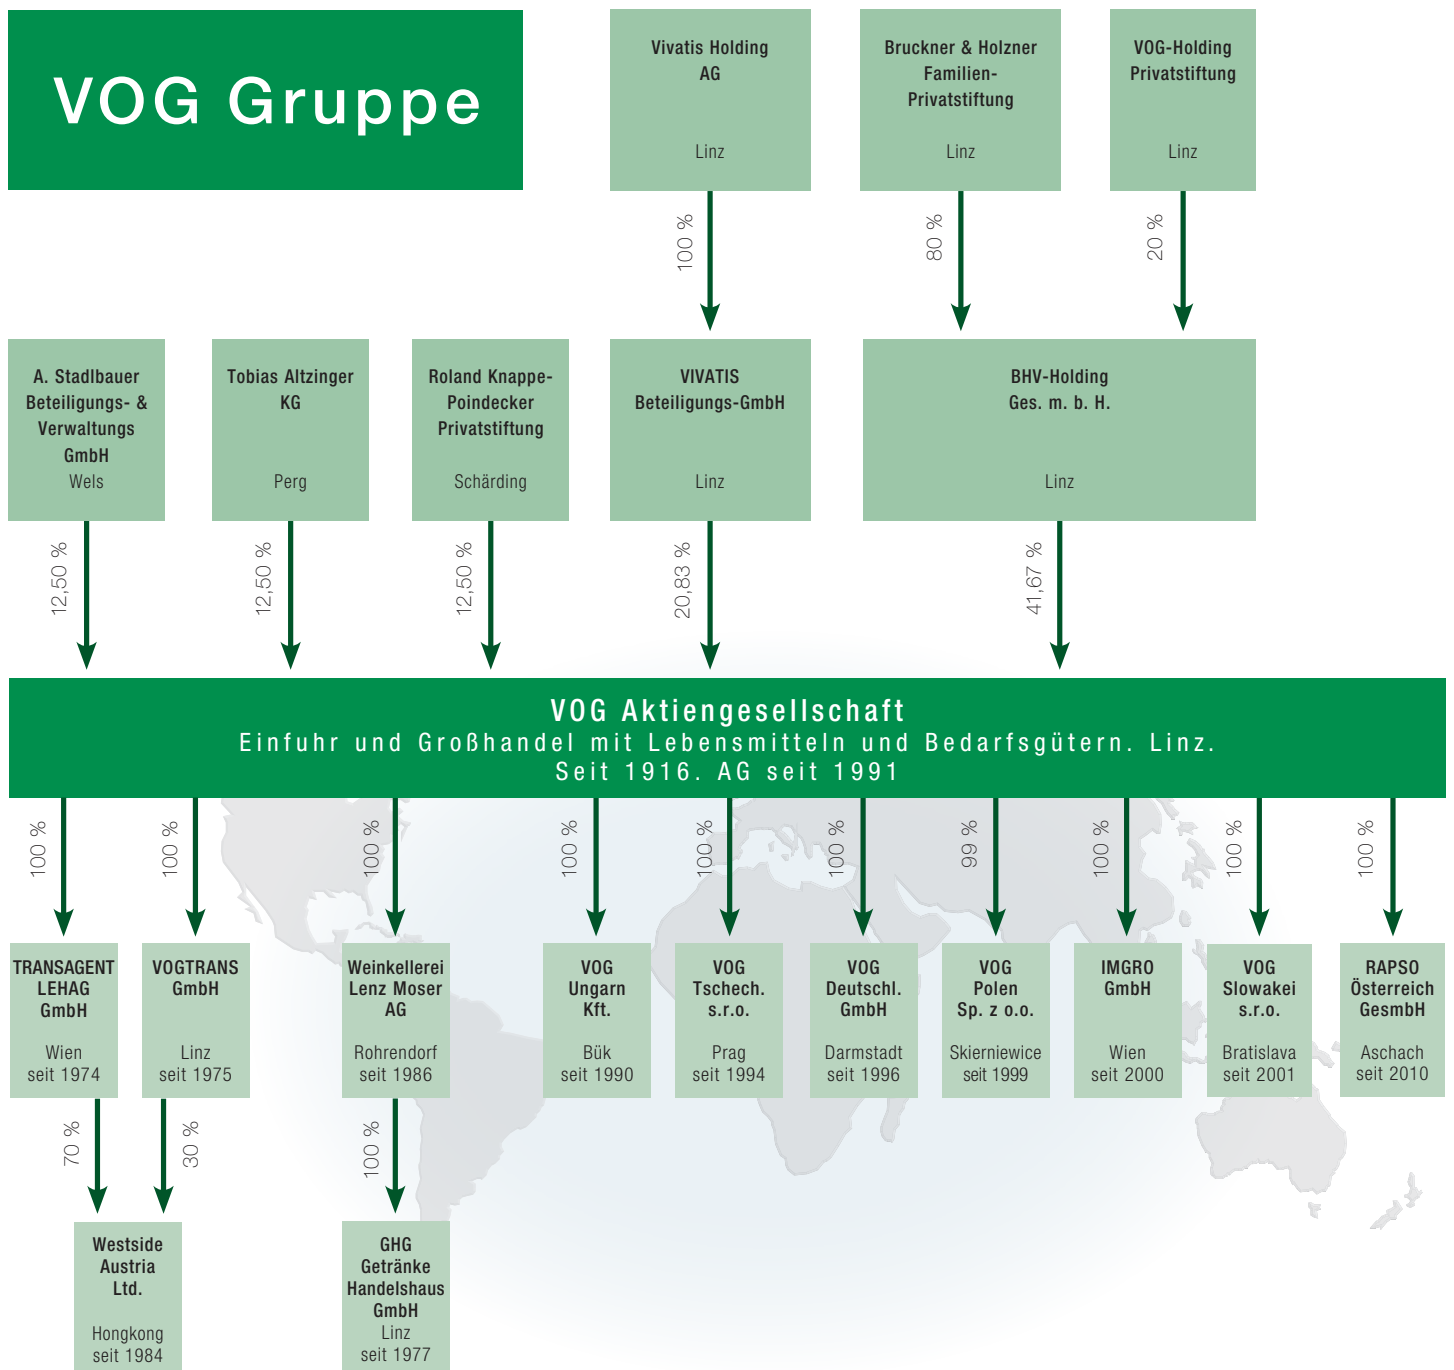 VOG Gruppe
Vivatis Holding
AG
Linz
Bruckner & Holzner
Familien-
Privatstiftung
Linz
VOG-Holding
Privatstiftung
Linz
100 %
80 %
20 %
A. Stadlbauer
Beteiligungs- &
Verwaltungs
GmbH
Wels
Tobias Altzinger
KG
Perg
Roland Knappe-
Poindecker
Privatstiftung
Schärding
VIVATIS
Beteiligungs-GmbH
Linz
BHV-Holding
Ges. m. b. H.
Linz
12,50 %
12,50 %
12,50 %
20,83 %
41,67 %
VOG Aktiengesellschaft
Einfuhr und Großhandel mit Lebensmitteln und Bedarfsgütern. Linz.
Seit 1916. AG seit 1991
100 %
100 %
100 %
100 %
100 %
100 %
99 %
100 %
100 %
100 %
TRANSAGENT
LEHAG
GmbH
Wien
seit 1974
VOGTRANS
GmbH
Linz
seit 1975
Weinkellerei
Lenz Moser
AG
Rohrendorf
seit 1986
VOG
Ungarn
Kft.
Bük
seit 1990
VOG
Tschech.
s.r.o.
Prag
seit 1994
VOG
Deutschl.
GmbH
Darmstadt
seit 1996
VOG
Polen
Sp. z o.o.
Skierniewice
seit 1999
IMGRO
GmbH
Wien
seit 2000
VOG
Slowakei
s.r.o.
Bratislava
seit 2001
RAPSO
Österreich
GesmbH
Aschach
seit 2010
70 %
30 %
100 %
Westside
Austria
Ltd.
Hongkong
seit 1984
GHG
Getränke
Handelshaus
GmbH
Linz
seit 1977